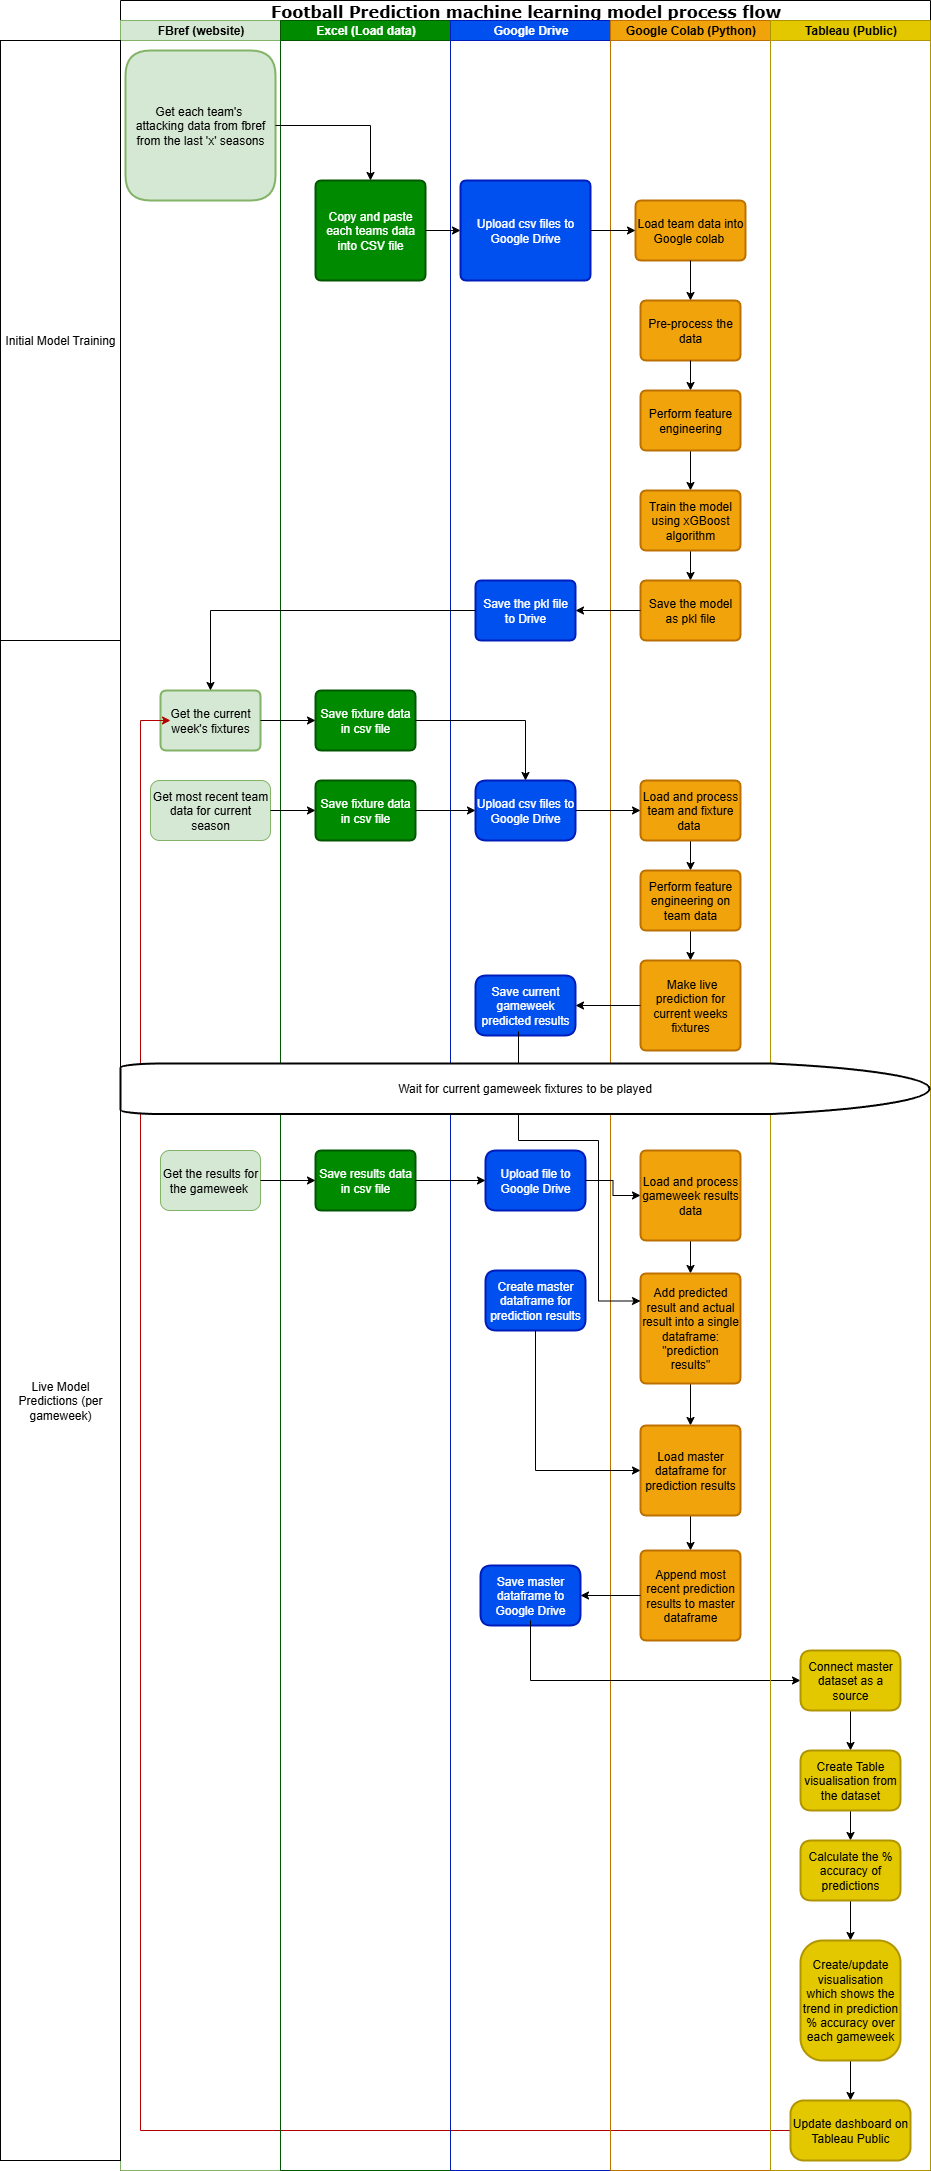 Football Prediction machine learning model process flow
FBref (website)
Excel (Load data)
Google Drive
Google Colab (Python)
Tableau (Public)
Initial Model Training
Get each team's
attacking data from fbref
from the last 'x' seasons
Copy and paste
each teams data
into CSV file
Upload csv files to
Google Drive
Load team data into
Google colab
Pre-process the
data
Perform feature
engineering
Train the model
using xGBoost
algorithm
Save the model
as pkl file
Save the pkl file
to Drive
Live Model
Predictions (per
gameweek)
Get the current
week's fixtures
Save fixture data
in csv file
Get most recent team
data for current
season
Save fixture data
in csv file
Upload csv files to
Google Drive
Load and process
team and fixture
data
Perform feature
engineering on
team data
Make live
prediction for
current weeks
fixtures
Save current
gameweek
predicted results
Wait for current gameweek fixtures to be played
Get the results for
the gameweek
Save results data
in csv file
Upload file to
Google Drive
Load and process
gameweek results
data
Create master
dataframe for
prediction results
Add predicted
result and actual
result into a single
dataframe:
"prediction
results"
Load master
dataframe for
prediction results
Append most
recent prediction
results to master
dataframe
Save master
dataframe to
Google Drive
Connect master
dataset as a
source
Create Table
visualisation from
the dataset
Calculate the %
accuracy of
predictions
Create/update
visualisation
which shows the
trend in prediction
% accuracy over
each gameweek
Update dashboard on
Tableau Public